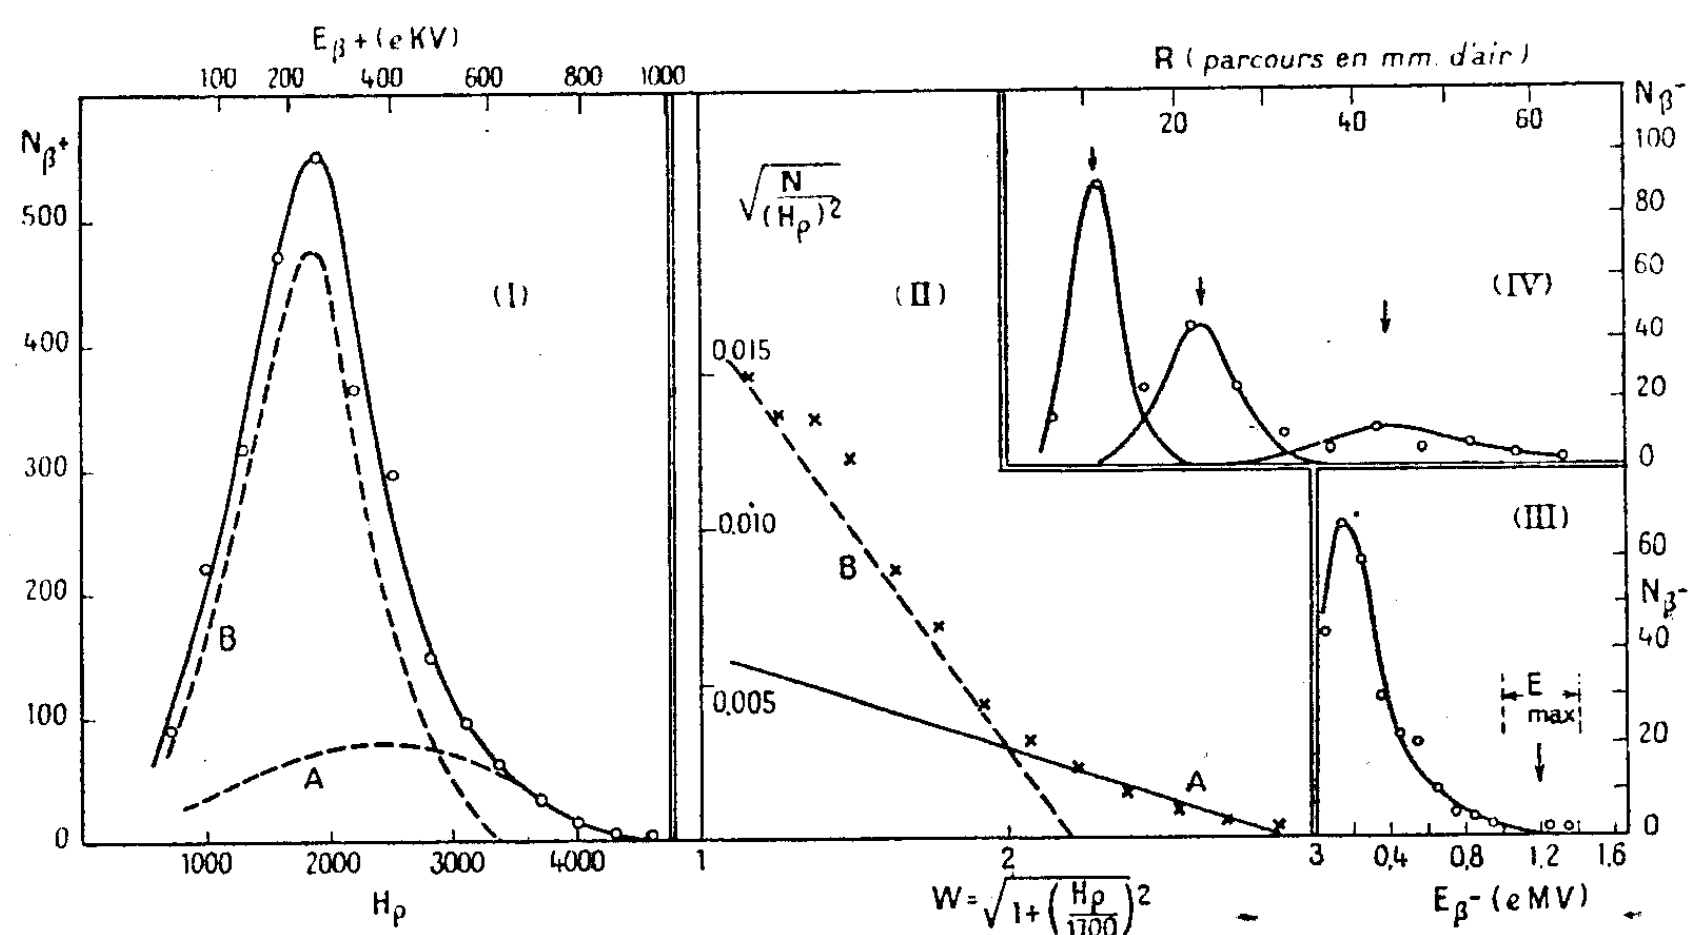 E β+ (eKV)
100 200 400 600 800 1000
Nβ+
500
400
300
200
100
0
(I)
B
A
1000 2000 3000 4000
Hρ
√ N
(Hρ)2
(II)
0.015
0.010
0.005
B
A
1 2 3
W = √ 1+ ( Hρ
1700 ) 2
R ( parcours en mm. d'air )
20 40 60
Nβ-
100
80
60
40
20
0
(IV)
(III)
60
Nβ-
40
20
0
E
max
0,4 0,8 1.2 1.6
Eβ- (eMV)